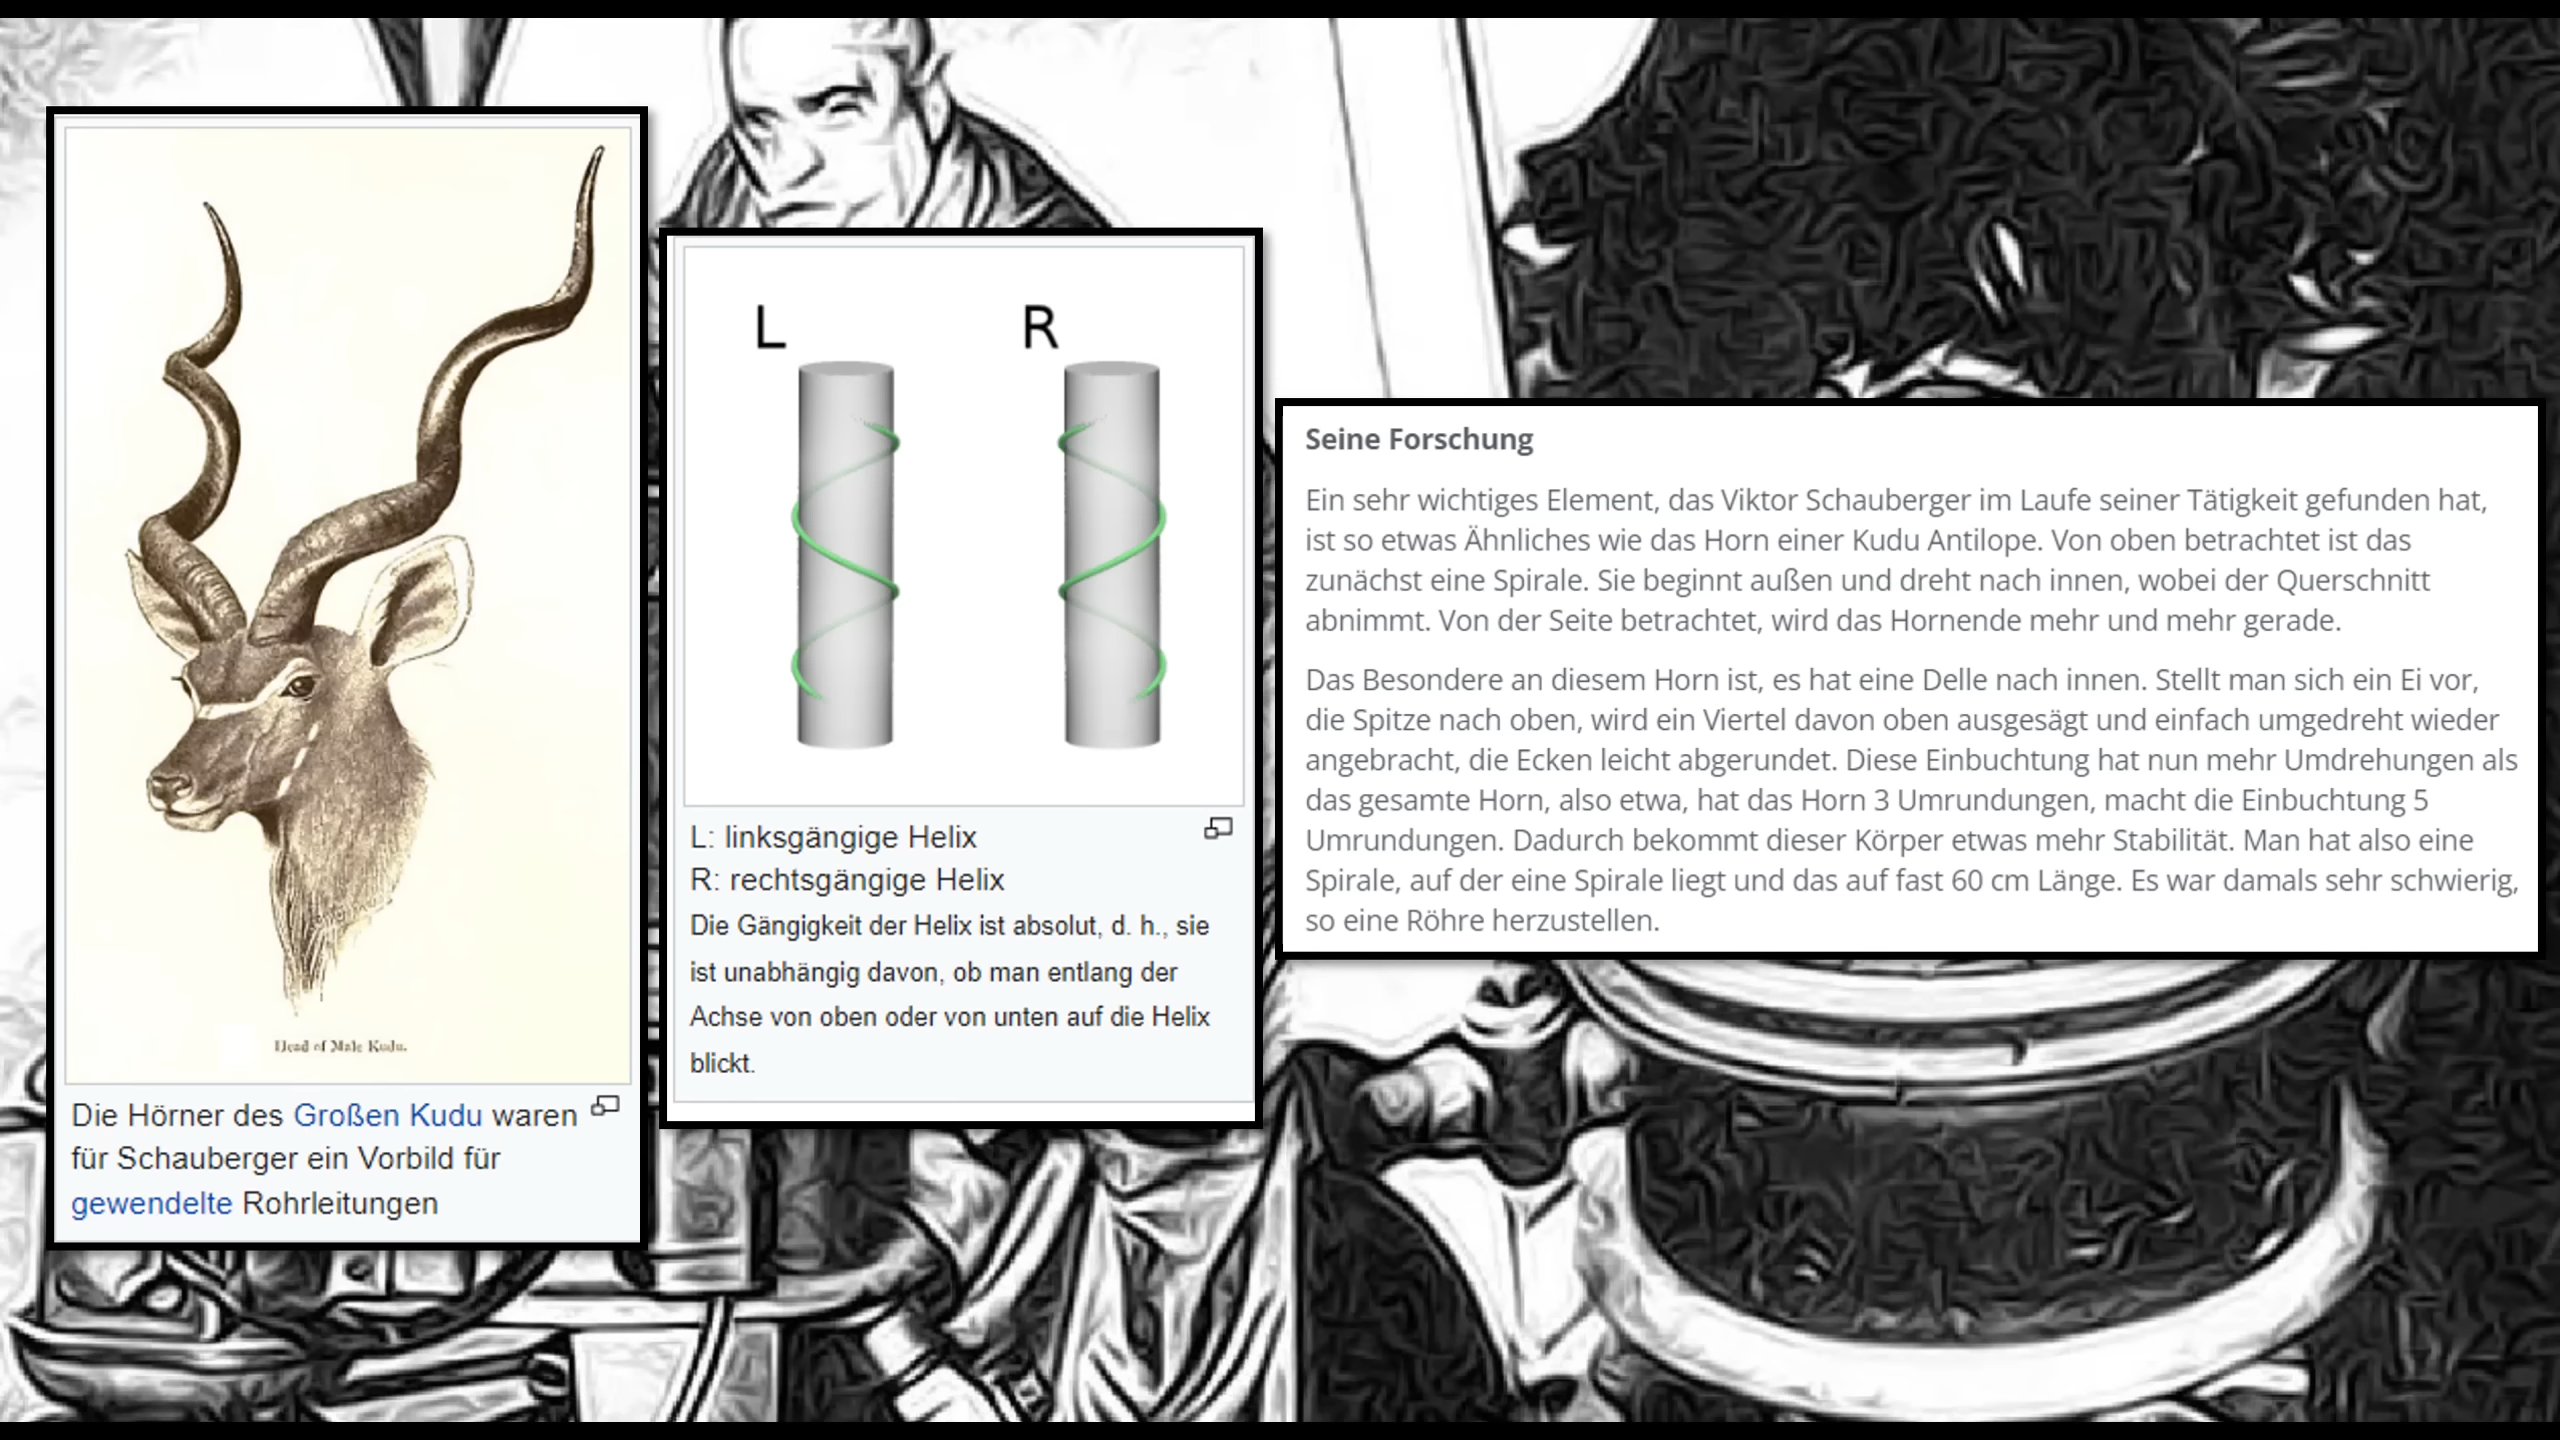 Head of Male Kudu.
Die Hörner des Großen Kudu waren
für Schauberger ein Vorbild für
gewendelte Rohrleitungen
L
R
L: linksgängige Helix
R: rechtsgängige Helix
Die Gängigkeit der Helix ist absolut, d. h., sie
ist unabhängig davon, ob man entlang der
Achse von oben oder von unten auf die Helix
blickt.
Seine Forschung
Ein sehr wichtiges Element, das Viktor Schauberger im Laufe seiner Tätigkeit gefunden hat,
ist so etwas Ähnliches wie das Horn einer Kudu Antilope. Von oben betrachtet ist das
zunächst eine Spirale. Sie beginnt außen und dreht nach innen, wobei der Querschnitt
abnimmt. Von der Seite betrachtet, wird das Hornende mehr und mehr gerade.
Das Besondere an diesem Horn ist, es hat eine Delle nach innen. Stellt man sich ein Ei vor,
die Spitze nach oben, wird ein Viertel davon oben ausgesägt und einfach umgedreht wieder
angebracht, die Ecken leicht abgerundet. Diese Einbuchtung hat nun mehr Umdrehungen als
das gesamte Horn, also etwa, hat das Horn 3 Umrundungen, macht die Einbuchtung 5
Umrundungen. Dadurch bekommt dieser Körper etwas mehr Stabilität. Man hat also eine
Spirale, auf der eine Spirale liegt und das auf fast 60 cm Länge. Es war damals sehr schwierig,
so eine Röhre herzustellen.